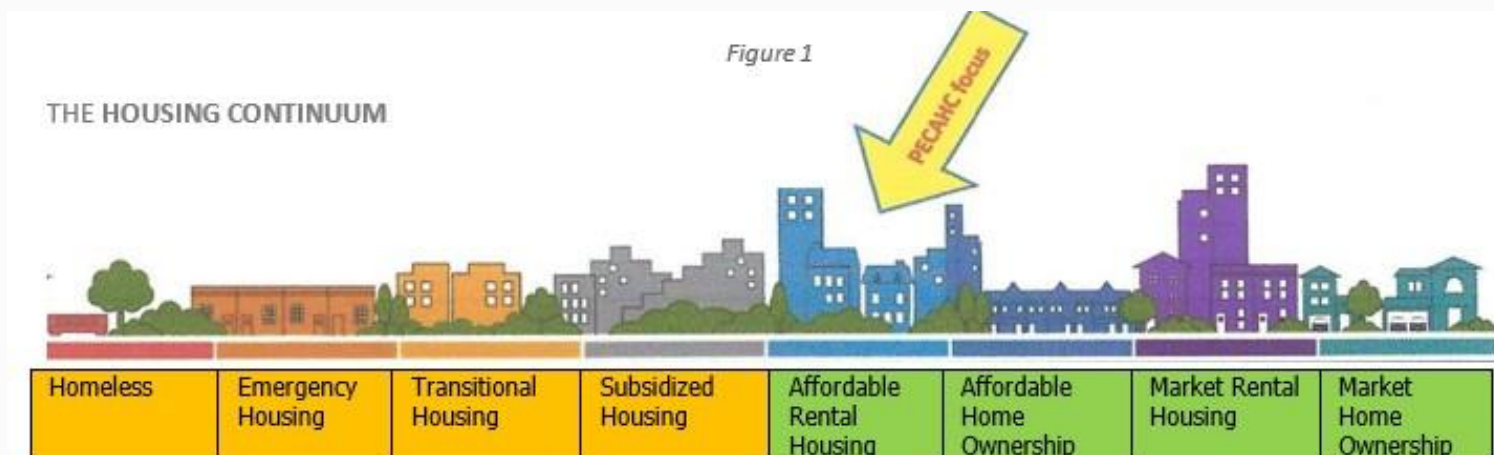 Figure 1
PECAHC focus
THE HOUSING CONTINUUM
Homeless
Emergency
Housing
Transitional
Housing
Subsidized
Housing
Affordable
Rental
Housing
Affordable
Home
Ownership
Market Rental
Housing
Market
Home
Ownership